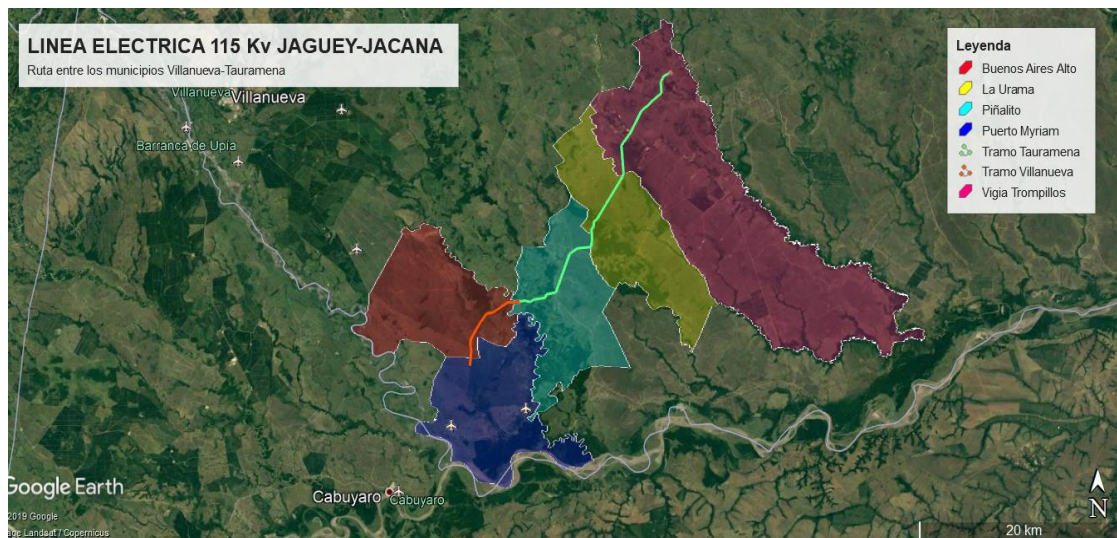 LINEA ELECTRICA 115 Kv JAGUEY-JACANA
Ruta entre los municipios Villanueva-Tauramena
Leyenda
Buenos Aires Alto
La Urama
Piñalito
Puerto Myriam
Tramo Tauramena
Tramo Villanueva
Vigia Trompillos
Villanueva
Villanueva
Barranca de Upía
Cabuyaro
Cabuyaro
Google Earth
2019 Google
age Landsat / Copernicus
N
20 km